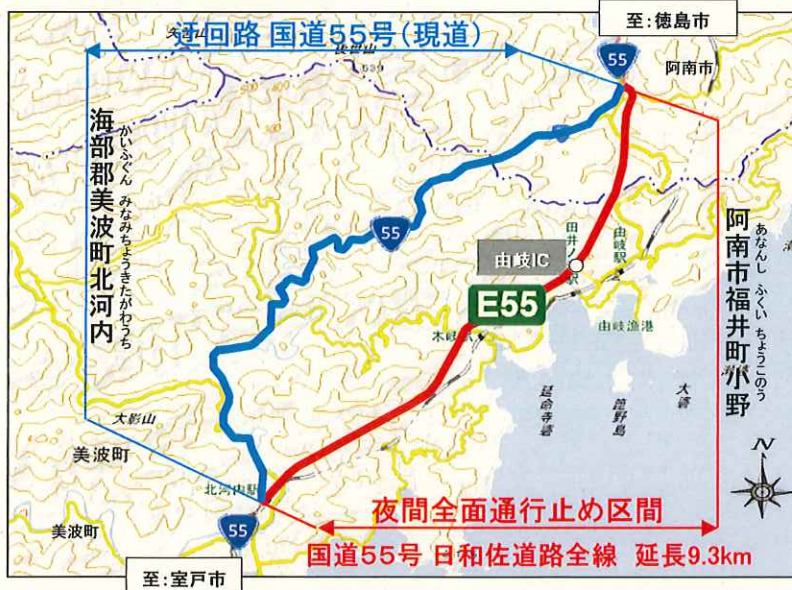 至:徳島市
迂回路 国道55号(現道)
55
阿南市
539
500
400
海部郡美波町北河内
かいふぐん みなみちょうきたがわうち
55
由岐IC
田井ノ
駅
由岐駅
E55
木岐
由岐漁港
阿南市福井町小野
あなんし ふくい ちょうこのう
大影山
美波町
北河内駅
N
55
夜間全面通行止め区間
美波町
国道55号 日和佐道路全線 延長9.3km
至:室戸市